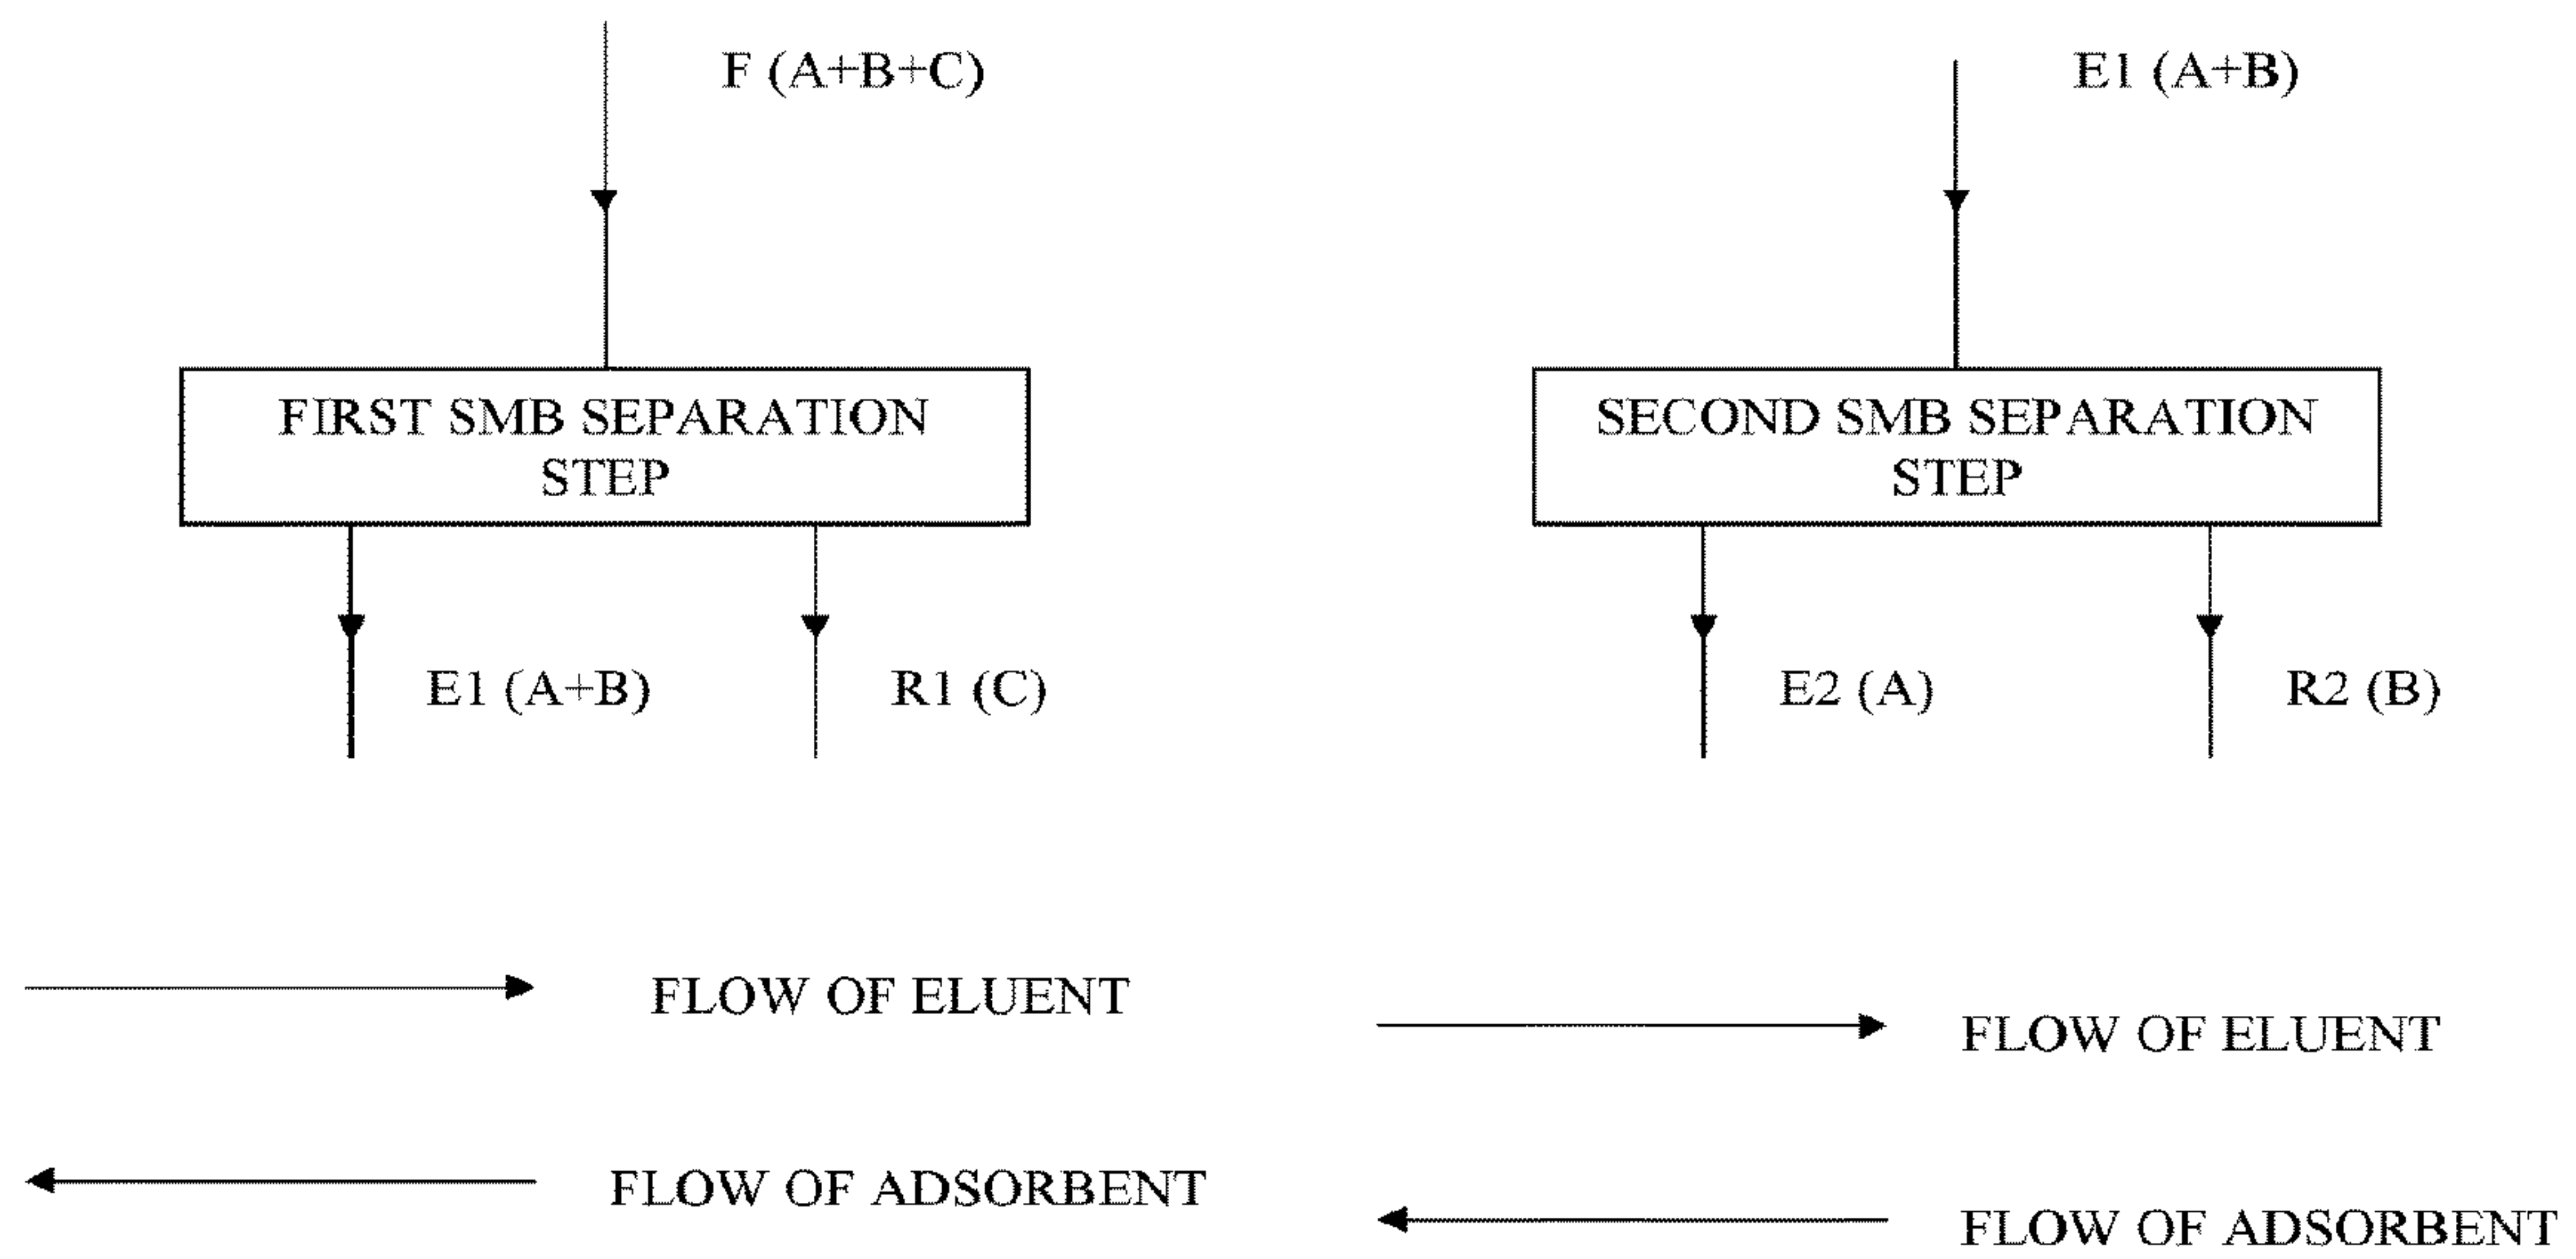 F (A+B+C)
FIRST SMB SEPARATION
STEP
E1 (A+B)
R1 (C)
FLOW OF ELUENT
FLOW OF ADSORBENT
E1 (A+B)
SECOND SMB SEPARATION
STEP
E2 (A)
R2 (B)
FLOW OF ELUENT
FLOW OF ADSORBENT